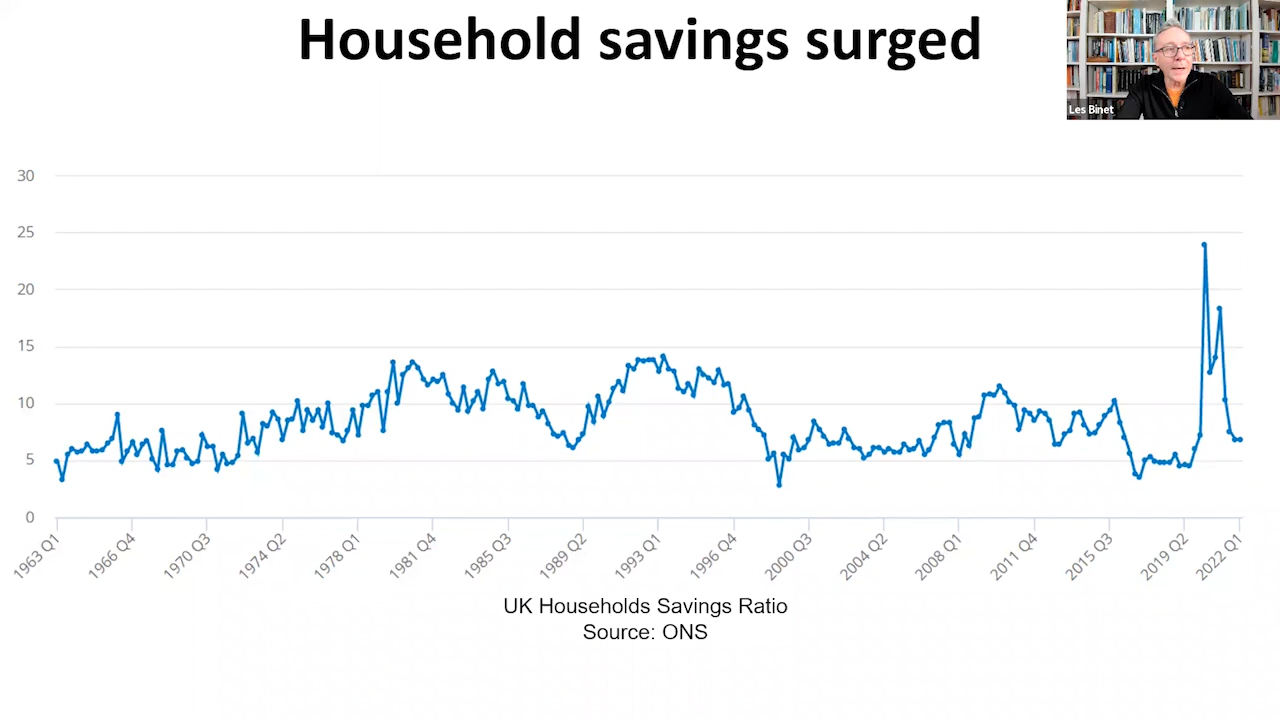 Household savings surged
Les Binet
30
25
20
15
10
5
0
1963 Q1
1966 Q4
1970 Q3
1974 Q2
1978 Q1
1981 Q4
1985 Q3
1989 Q2
1993 Q1
1996 Q4
2000 Q3
2004 Q2
2008 Q1
2011 Q4
2015 Q3
2019 Q2
2022 Q1
UK Households Savings Ratio
Source: ONS